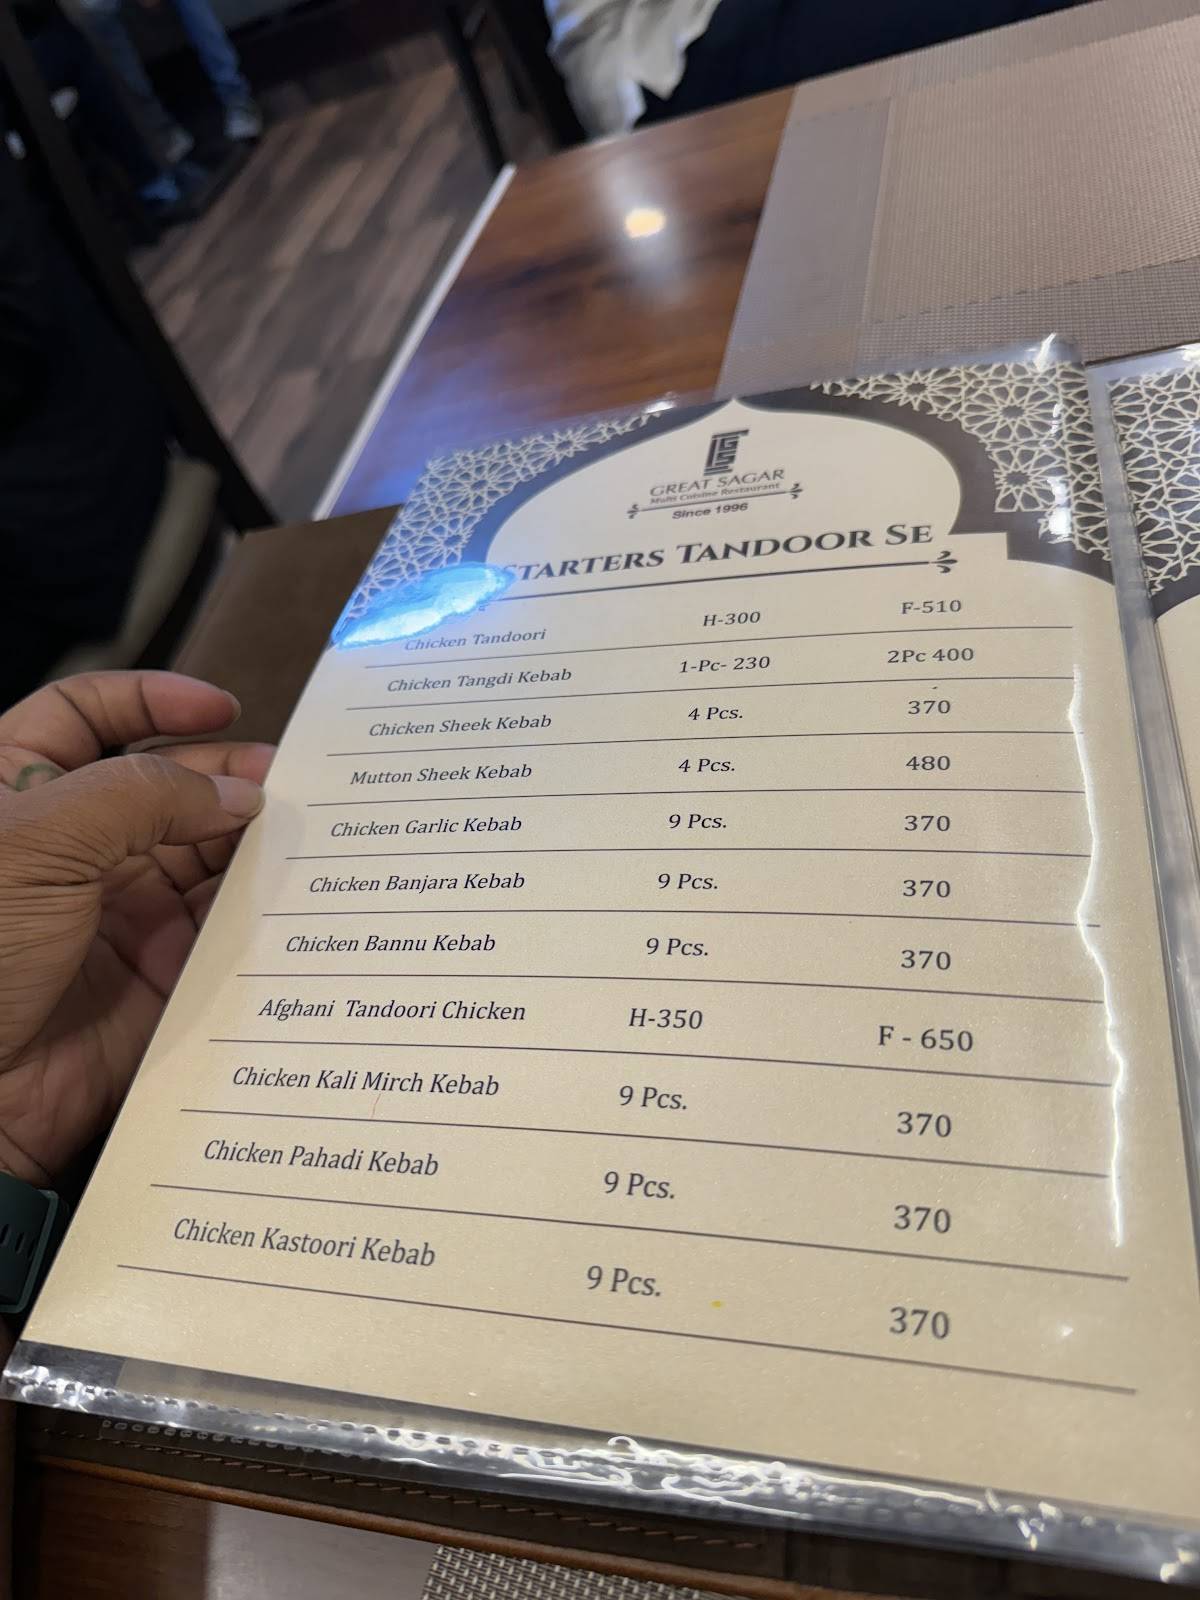 GREAT SAGAR
Multi Cuisine Restaurant
Since 1996
STARTERS TANDOOR SE
Chicken Tandoori H-300 F-510
Chicken Tangdi Kebab 1-Pc- 230 2Pc 400
Chicken Sheek Kebab 4 Pcs. 370
Mutton Sheek Kebab 4 Pcs. 480
Chicken Garlic Kebab 9 Pcs. 370
Chicken Banjara Kebab 9 Pcs. 370
Chicken Bannu Kebab 9 Pcs. 370
Afghani Tandoori Chicken H-350 F - 650
Chicken Kali Mirch Kebab 9 Pcs. 370
Chicken Pahadi Kebab 9 Pcs. 370
Chicken Kastoori Kebab 9 Pcs. 370